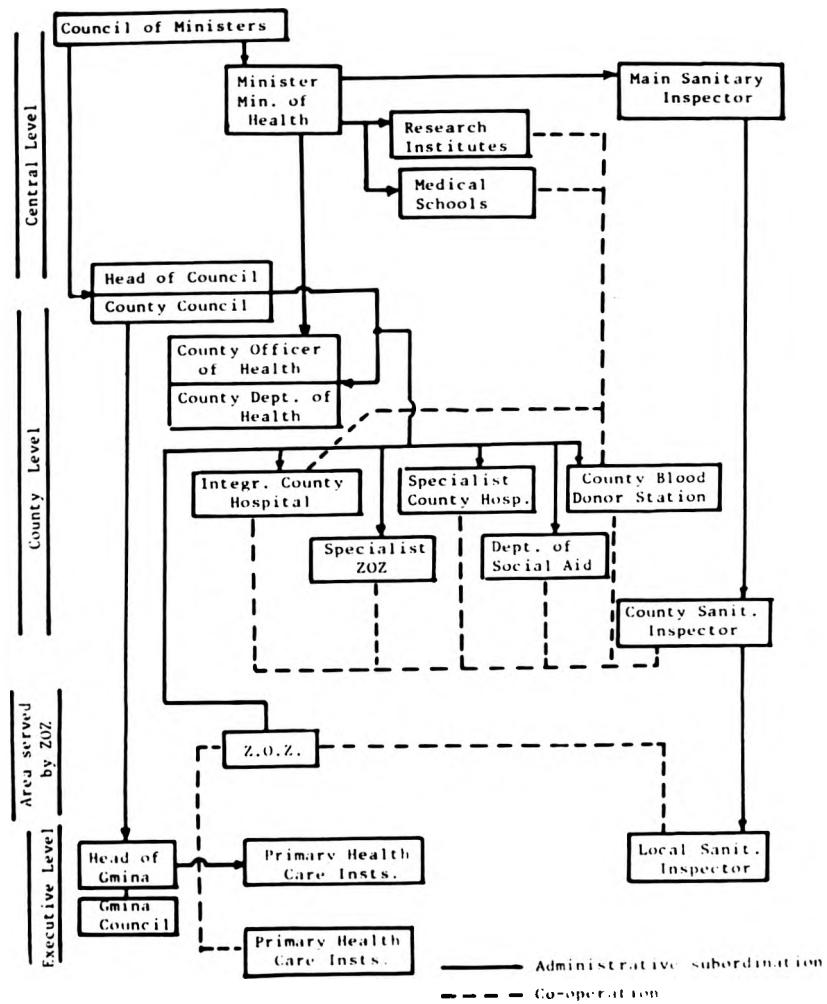 Council of Ministers
Minister
Min. of
Health
Main Sanitary
Inspector
Research
Institutes
Medical
Schools
Central Level
Head of Council
County Council
County Officer
of Health
County Dept. of
Health
County Level
Integr. County
Hospital
Specialist
County Hosp.
County Blood
Donor Station
Specialist
ZOZ
Dept. of
Social Aid
County Sanit.
Inspector
Area served
by ZOZ
Z.O.Z.
Executive Level
Head of
Gmina
Primary Health
Care Insts.
Local Sanit.
Inspector
Gmina
Council
Primary Health
Care Insts.
Administrative subordination
Co-operation